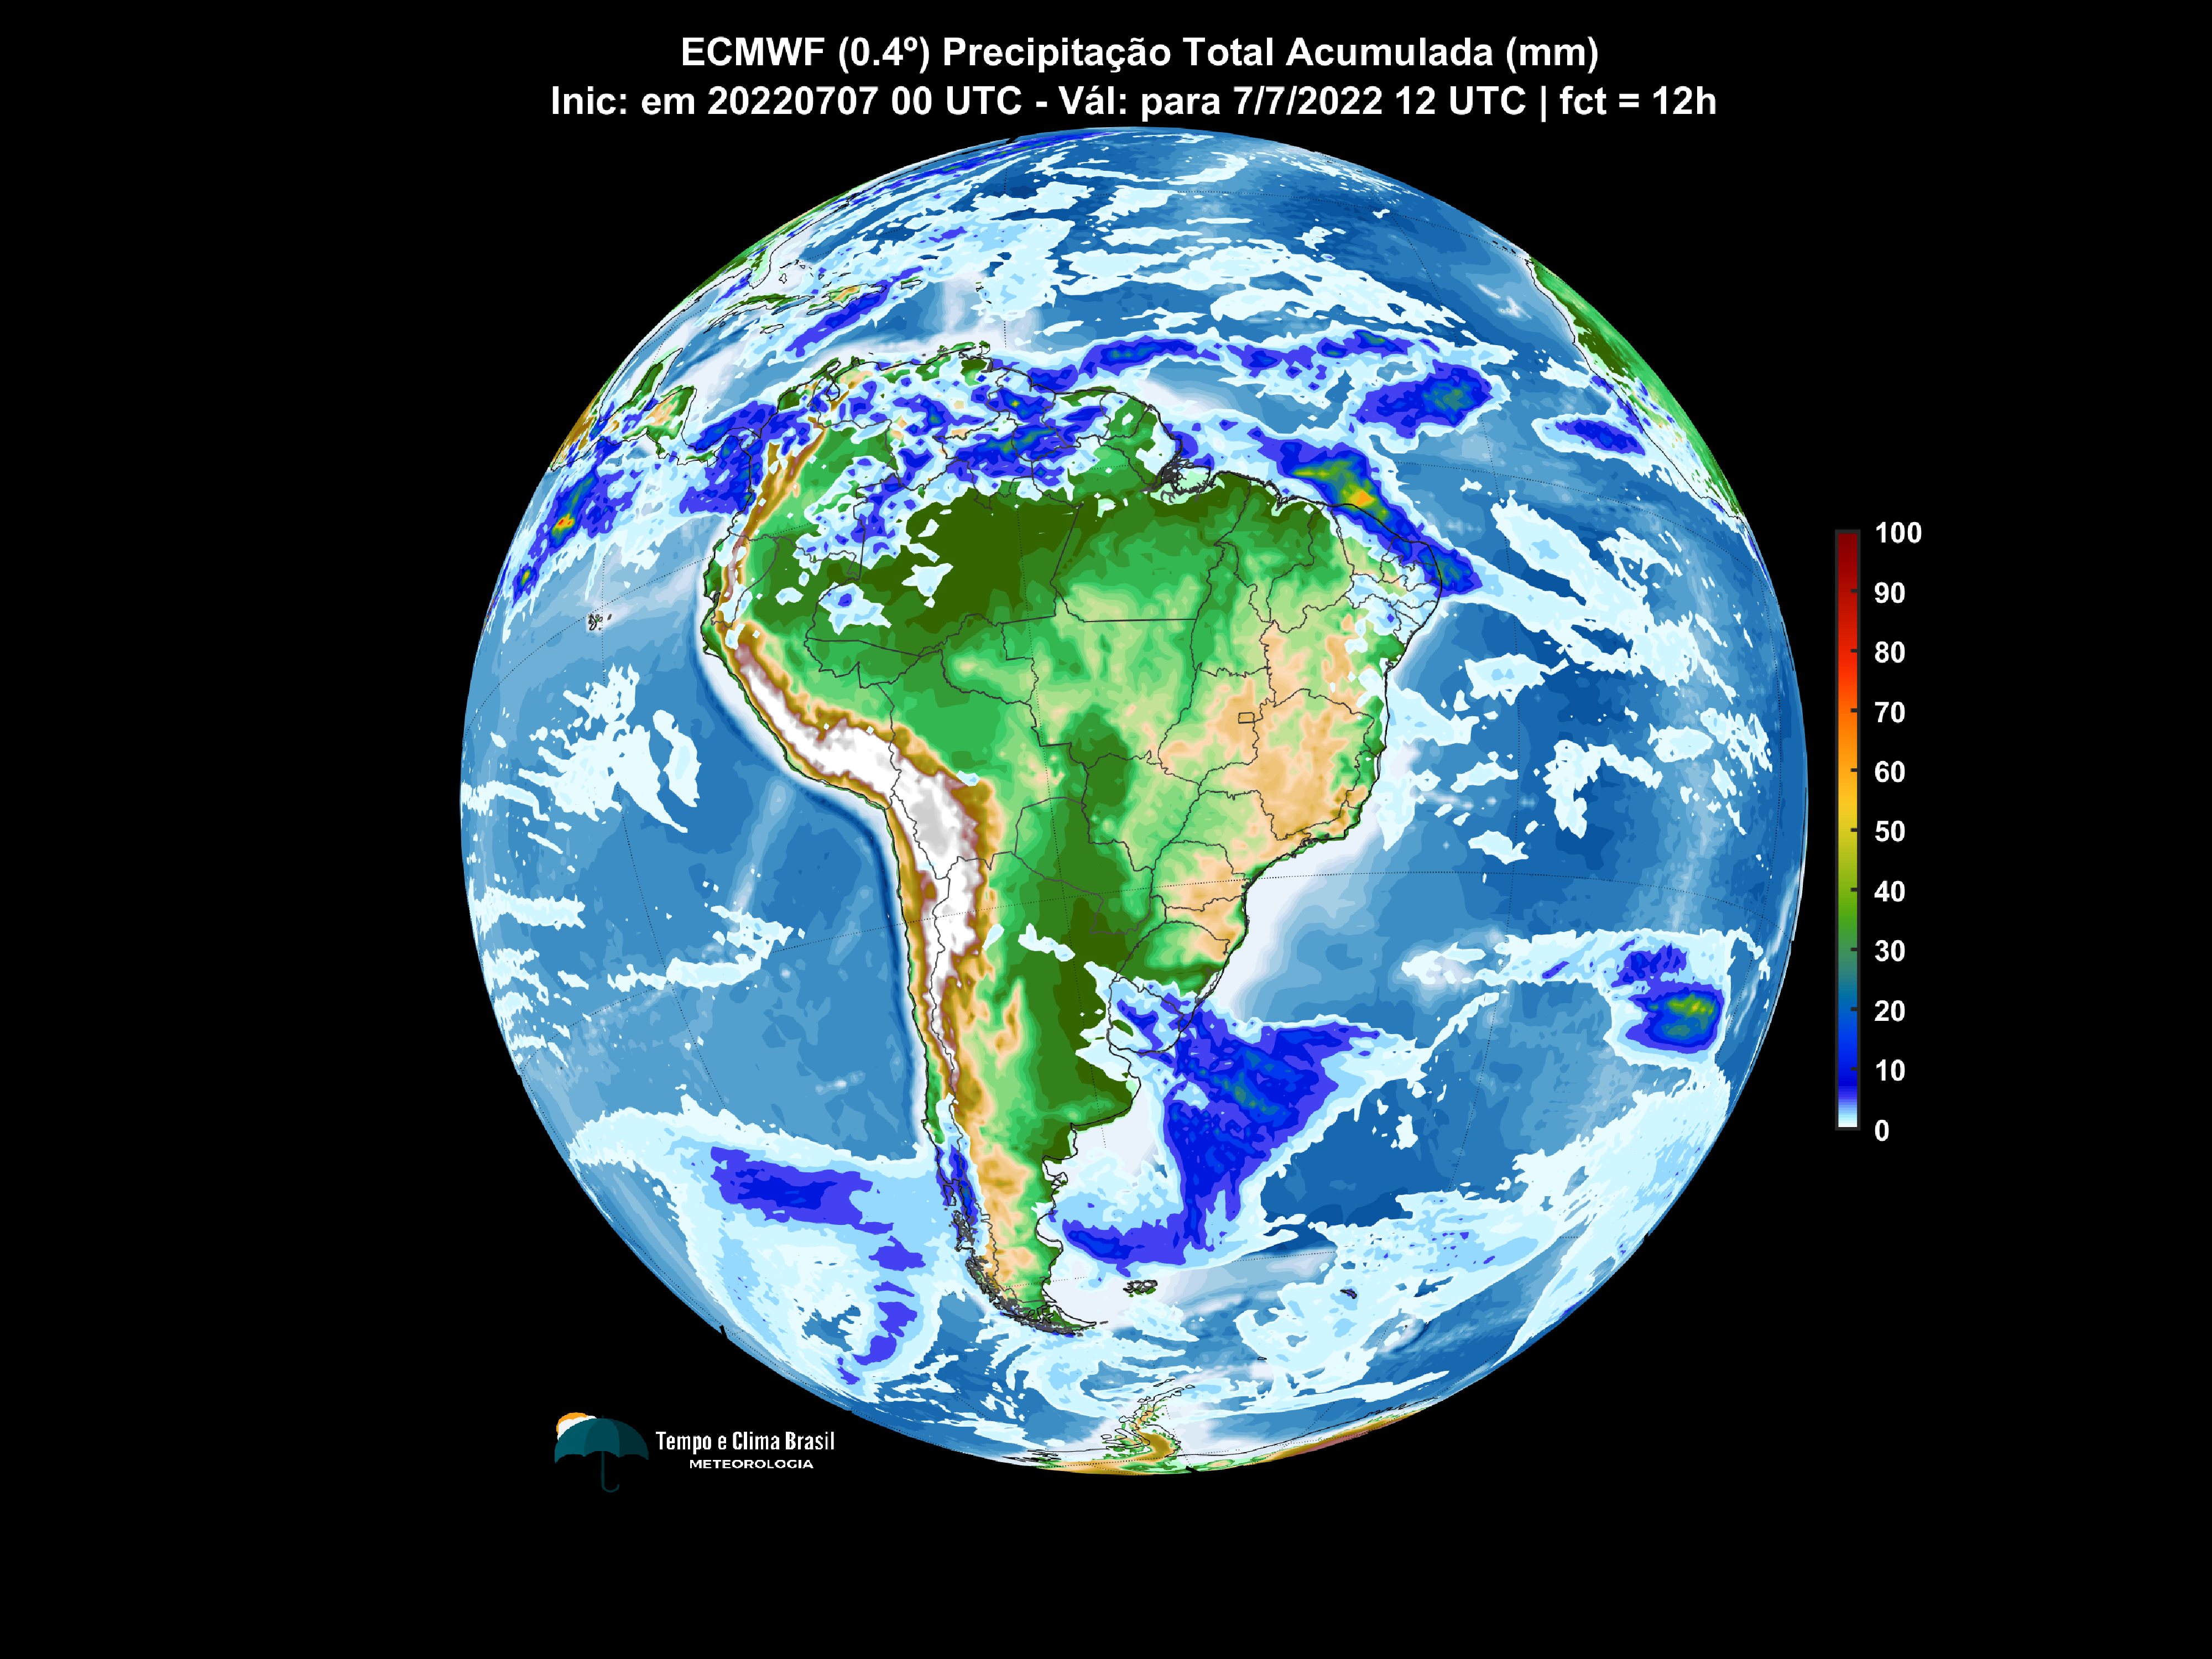 ECMWF (0.4º) Precipitação Total Acumulada (mm)
Inic: em 20220707 00 UTC - Vál: para 7/7/2022 12 UTC | fct = 12h
100
90
80
70
60
50
40
30
20
10
0
Tempo e Clima Brasil
METEOROLOGIA